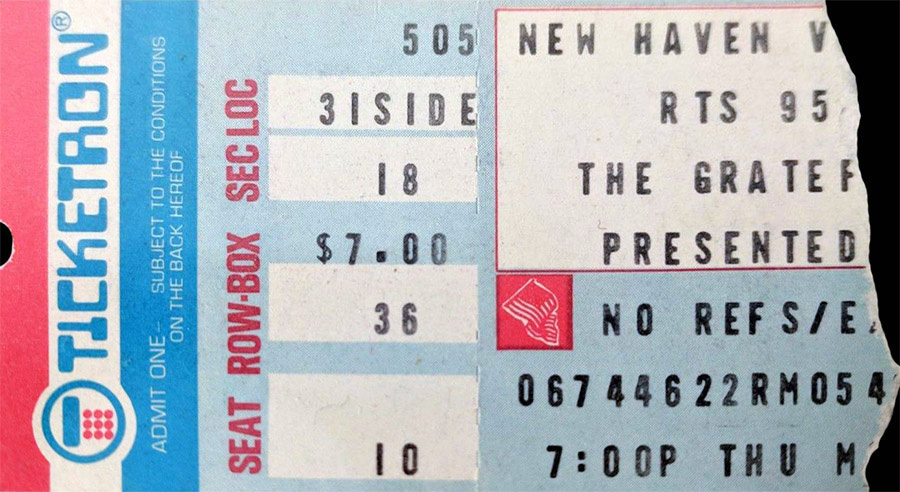 TICKETRON®
ADMIT ONE — SUBJECT TO THE CONDITIONS
ON THE BACK HEREOF
SEAT ROW-BOX SEC LOC
505
31SIDE
18
$7.00
36
10
NEW HAVEN V
RTS 95
THE GRATEF
PRESENTED
NO REFS/E
06744622RM054
7:00P THU M